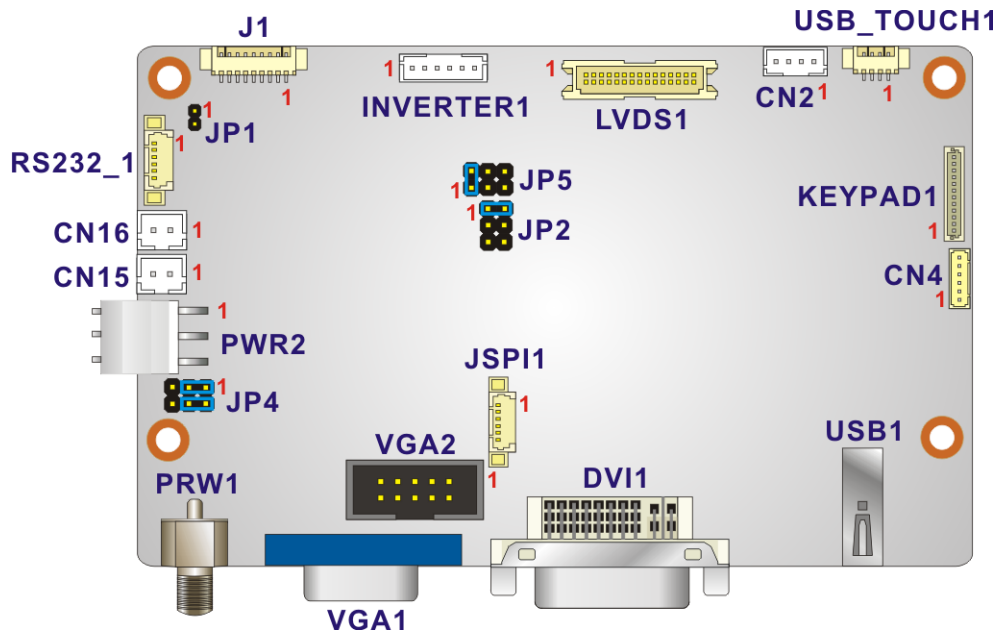 J1
USB_TOUCH1
1
1
1
1
1
INVERTER1
LVDS1
CN2
1
JP1
RS232_1
1
JP5
1
KEYPAD1
1
JP2
1
CN16
1
CN15
1
CN4
1
1
PWR2
JSPI1
1
JP4
1
USB1
VGA2
1
PRW1
DVI1
VGA1